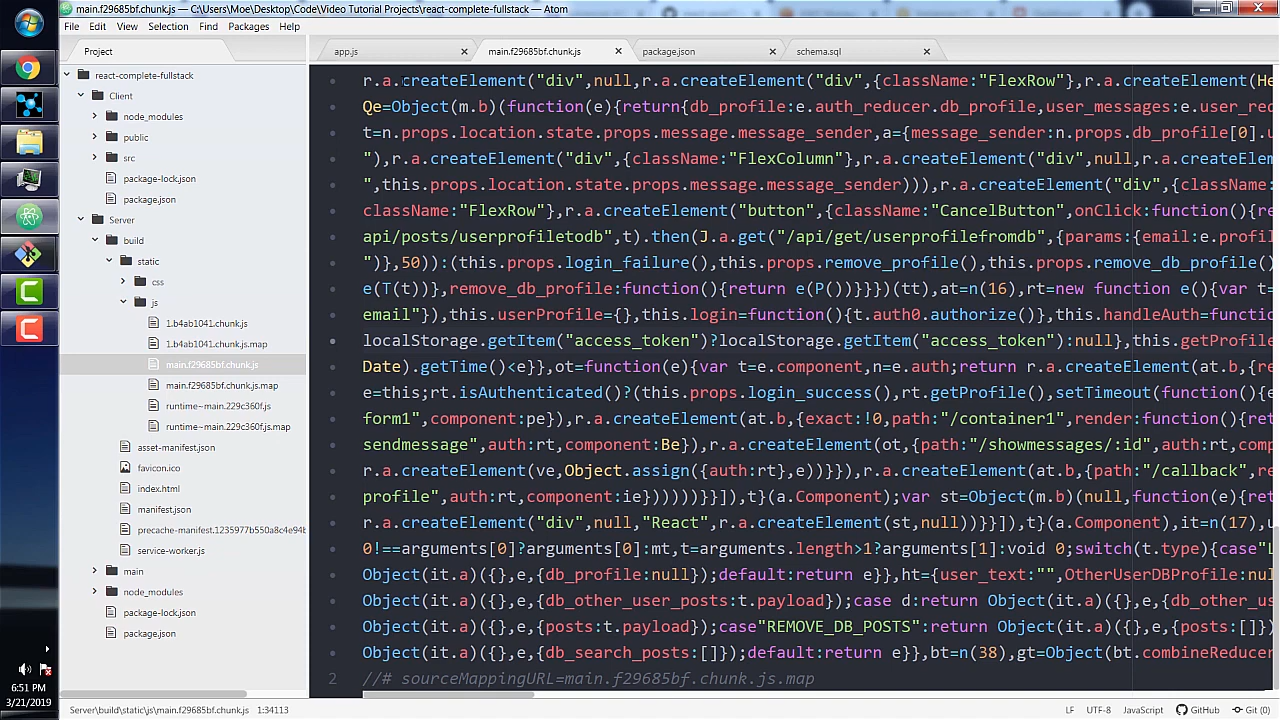 main.f29685bf.chunk.js — C:\Users\Moe\Desktop\Code\Video Tutorial Projects\react-complete-fullstack — Atom
File Edit View Selection Find Packages Help
Project
app.js
main.f29685bf.chunk.js
package.json
schema.sql
react-complete-fullstack
Client
node_modules
public
src
package-lock.json
package.json
Server
build
static
css
js
1.b4ab1041.chunk.js
1.b4ab1041.chunk.js.map
main.f29685bf.chunk.js
main.f29685bf.chunk.js.map
runtime~main.229c360f.js
runtime~main.229c360f.js.map
asset-manifest.json
favicon.ico
index.html
manifest.json
precache-manifest.1235977b550a8c4e94b
service-worker.js
main
node_modules
package-lock.json
package.json
r.a.createElement("div",null,r.a.createElement("div",{className:"FlexRow"},r.a.createElement(He
Qe=Object(m.b)(function(e){return{db_profile:e.auth_reducer.db_profile,user_messages:e.user_rec
t=n.props.location.state.props.message.message_sender,a={message_sender:n.props.db_profile[0].u
"),r.a.createElement("div",{className:"FlexColumn"},r.a.createElement("div",null,r.a.createElem
",this.props.location.state.props.message.message_sender))),r.a.createElement("div",{className:
className:"FlexRow"},r.a.createElement("button",{className:"CancelButton",onClick:function(){re
api/posts/userprofiletodb",t).then(J.a.get("/api/get/userprofilefromdb",{params:{email:e.profil
")},50)):(this.props.login_failure(),this.props.remove_profile(),this.props.remove_db_profile()
e(T(t))},remove_db_profile:function(){return e(P())}}})(tt),at=n(16),rt=new function e(){var t=
email"}),this.userProfile={},this.login=function(){t.auth0.authorize()},this.handleAuth=functio
localStorage.getItem("access_token")?localStorage.getItem("access_token"):null},this.getProfile
Date).getTime()<e}},ot=function(e){var t=e.component,n=e.auth;return r.a.createElement(at.b,{re
e=this;rt.isAuthenticated()?(this.props.login_success(),rt.getProfile(),setTimeout(function(){e
form1",component:pe}),r.a.createElement(at.b,{exact:!0,path:"/container1",render:function(){ret
sendmessage",auth:rt,component:Be}),r.a.createElement(ot,{path:"/showmessages/:id",auth:rt,comp
r.a.createElement(ve,Object.assign({auth:rt},e))}}),r.a.createElement(at.b,{path:"/callback",re
profile",auth:rt,component:ie}))))))}}]),t}(a.Component);var st=Object(m.b)(null,function(e){ret
r.a.createElement("div",null,"React",r.a.createElement(st,null))}}]),t}(a.Component),it=n(17),u
0!==arguments[0]?arguments[0]:mt,t=arguments.length>1?arguments[1]:void 0;switch(t.type){case"L
Object(it.a)({},e,{db_profile:null});default:return e}},ht={user_text:"",OtherUserDBProfile:nul
Object(it.a)({},e,{db_other_user_posts:t.payload});case d:return Object(it.a)({},e,{db_other_us
Object(it.a)({},e,{posts:t.payload});case"REMOVE_DB_POSTS":return Object(it.a)({},e,{posts:[]})
Object(it.a)({},e,{db_search_posts:[]});default:return e}},bt=n(38),gt=Object(bt.combineReducer
2 //# sourceMappingURL=main.f29685bf.chunk.js.map
6:51 PM
3/21/2019
Server\build\static\js\main.f29685bf.chunk.js 1:34113
LF UTF-8 JavaScript GitHub Git (0)